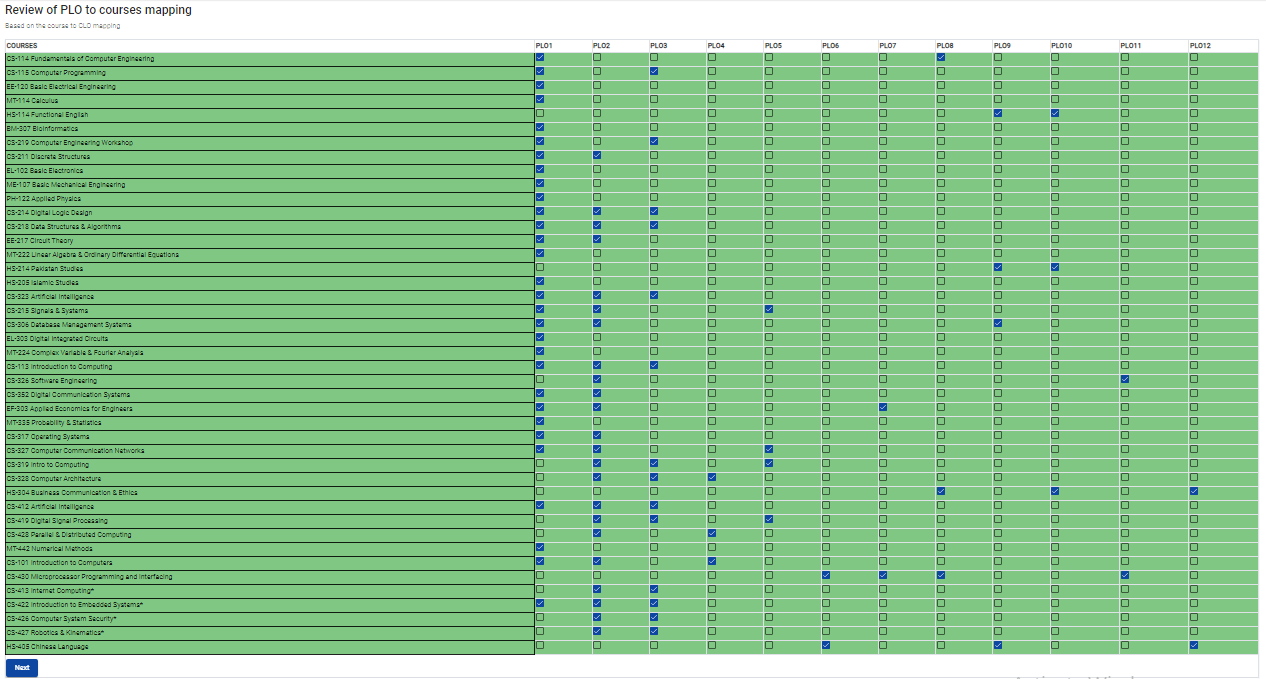 Review of PLO to courses mapping
Based on the course to CLO mapping
COURSES PLO1 PLO2 PLO3 PLO4 PLO5 PLO6 PLO7 PLO8 PLO9 PLO10 PLO11 PLO12
CS-114 Fundamentals of Computer Engineering
CS-115 Computer Programming
EE-120 Basic Electrical Engineering
MT-114 Calculus
HS-114 Functional English
BM-307 Bioinformatics
CS-219 Computer Engineering Workshop
CS-211 Discrete Structures
EL-102 Basic Electronics
ME-107 Basic Mechanical Engineering
PH-122 Applied Physics
CS-214 Digital Logic Design
CS-218 Data Structures & Algorithms
EE-217 Circuit Theory
MT-222 Linear Algebra & Ordinary Differential Equations
HS-214 Pakistan Studies
HS-205 Islamic Studies
CS-323 Artificial Intelligence
CS-215 Signals & Systems
CS-306 Database Management Systems
EL-303 Digital Integrated Circuits
MT-224 Complex Variable & Fourier Analysis
CS-113 Introduction to Computing
CS-326 Software Engineering
CS-352 Digital Communication Systems
EF-303 Applied Economics for Engineers
MT-335 Probability & Statistics
CS-317 Operating Systems
CS-327 Computer Communication Networks
CS-319 Intro to Computing
CS-328 Computer Architecture
HS-304 Business Communication & Ethics
CS-412 Artificial Intelligence
CS-419 Digital Signal Processing
CS-428 Parallel & Distributed Computing
MT-442 Numerical Methods
CS-101 Introduction to Computers
CS-430 Microprocessor Programming and Interfacing
CS-413 Internet Computing*
CS-422 Introduction to Embedded Systems*
CS-426 Computer System Security*
CS-427 Robotics & Kinematics*
HS-405 Chinese Language
Next